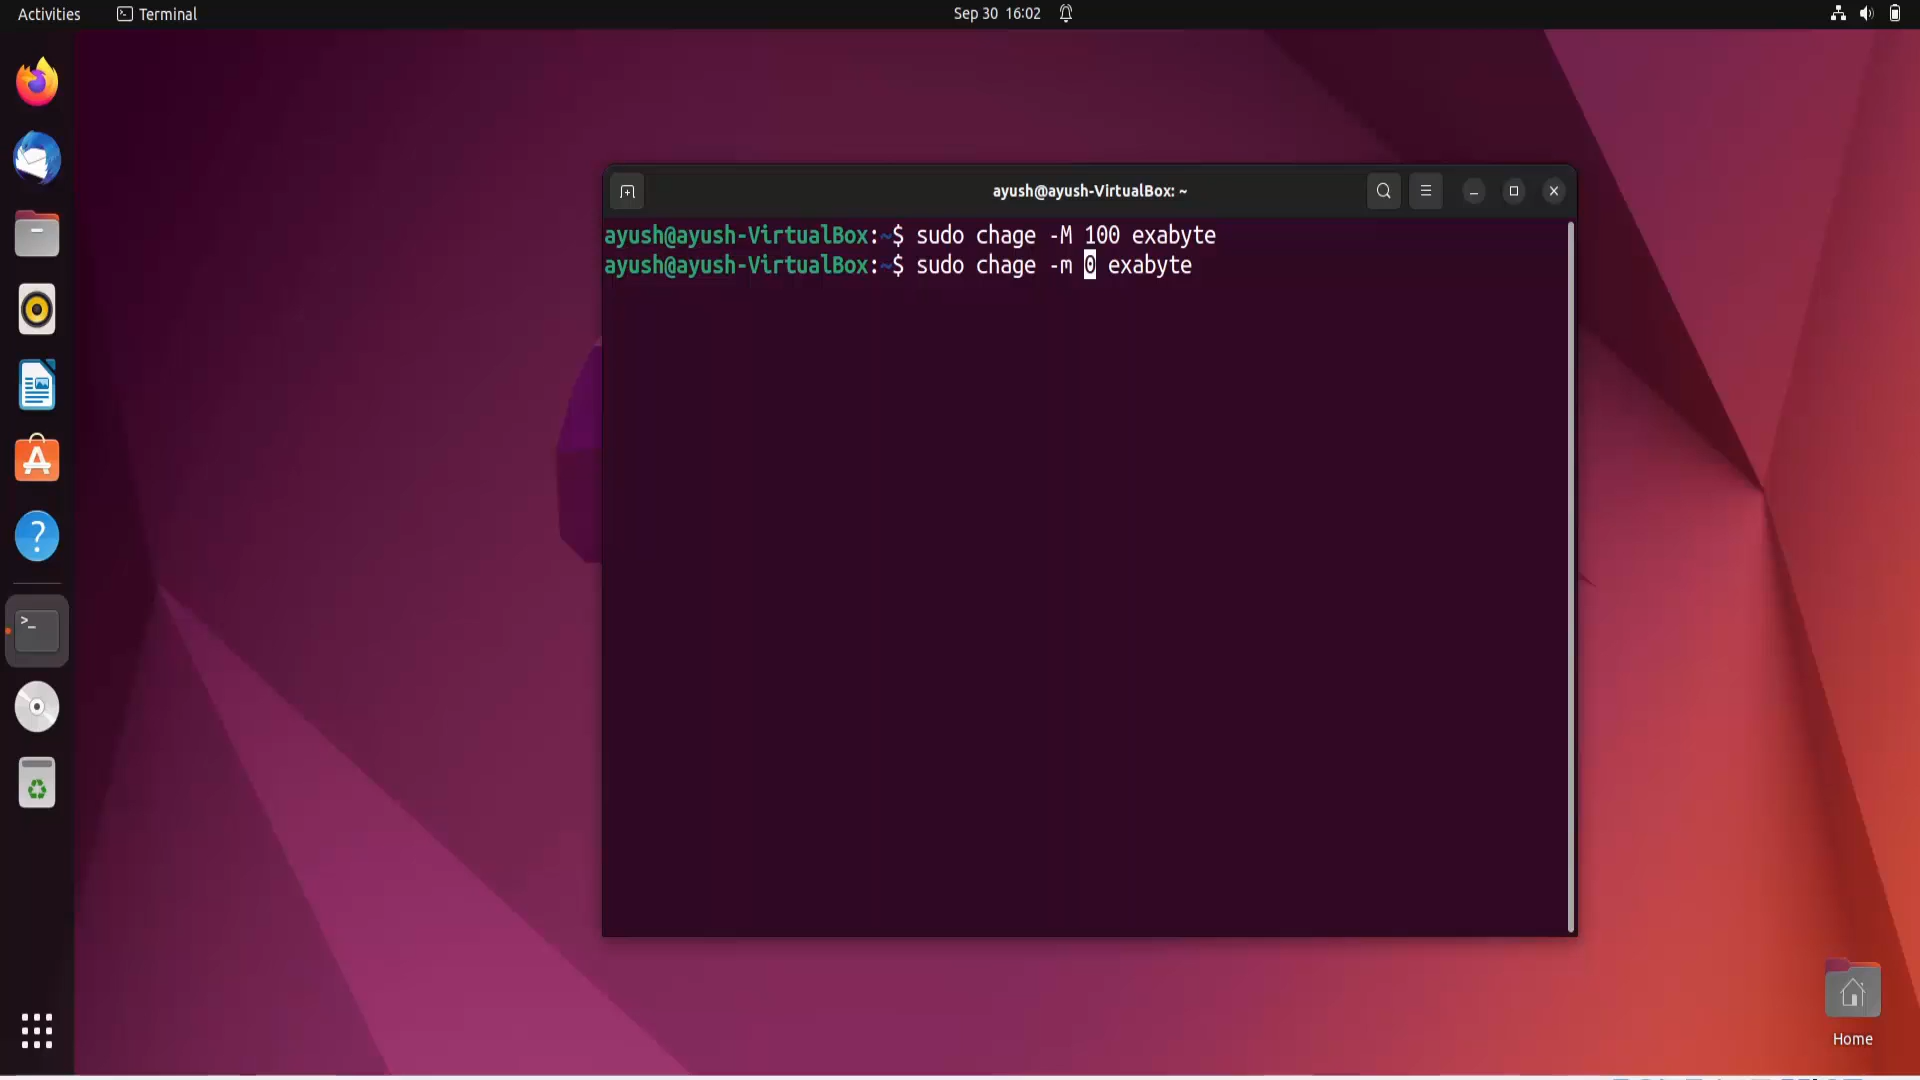 Activities
Terminal
Sep 30 16:02
ayush@ayush-VirtualBox: ~
ayush@ayush-VirtualBox:~$ sudo chage -M 100 exabyte
ayush@ayush-VirtualBox:~$ sudo chage -m 0 exabyte
Home